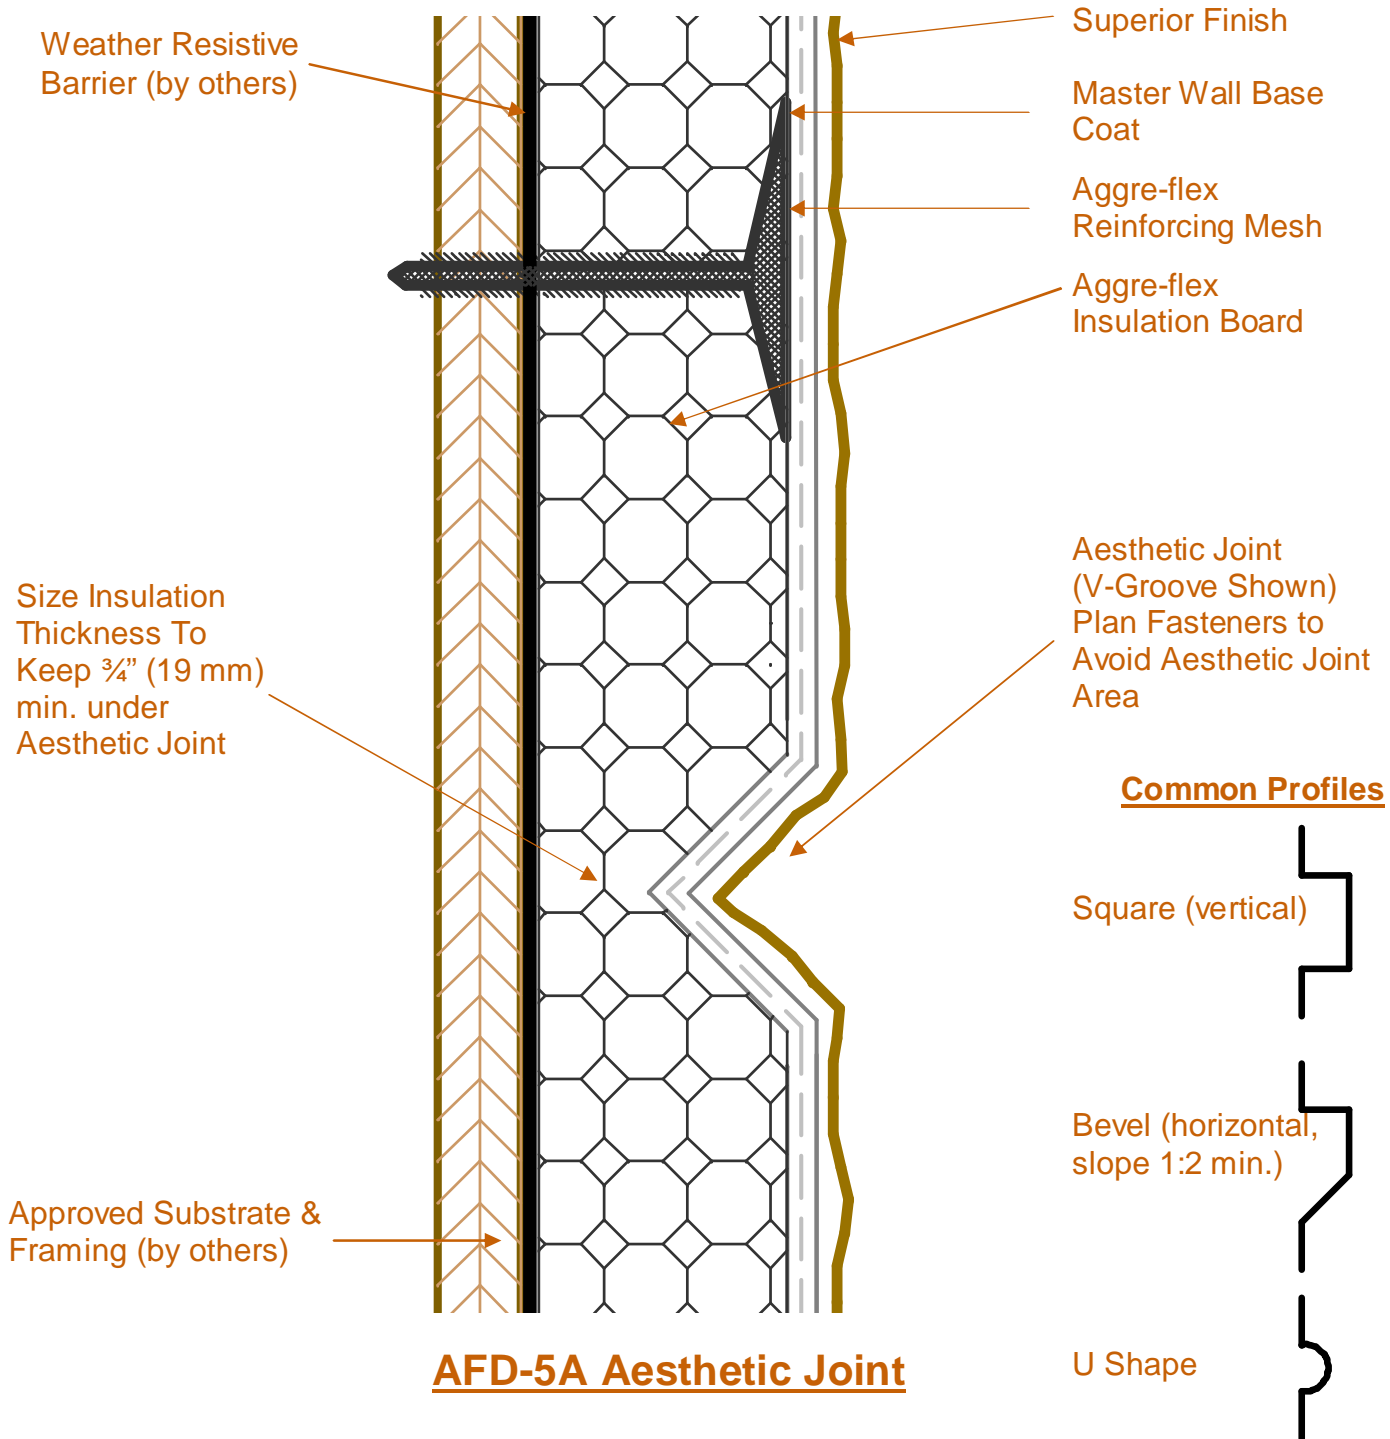 Weather Resistive
Barrier (by others)
Superior Finish
Master Wall Base
Coat
Aggre-flex
Reinforcing Mesh
Aggre-flex
Insulation Board
Size Insulation
Thickness To
Keep ¾” (19 mm)
min. under
Aesthetic Joint
Aesthetic Joint
(V-Groove Shown)
Plan Fasteners to
Avoid Aesthetic Joint
Area
Common Profiles
Square (vertical)
Bevel (horizontal,
slope 1:2 min.)
U Shape
Approved Substrate &
Framing (by others)
AFD-5A Aesthetic Joint